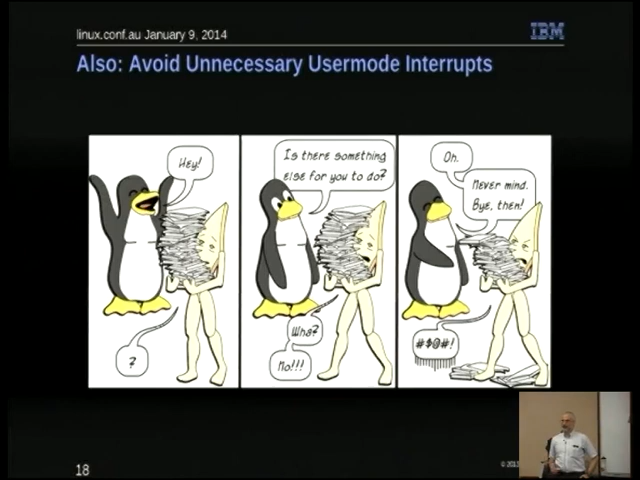 linux.conf.au January 9, 2014
IBM
Also: Avoid Unnecessary Usermode Interrupts
Hey!
?
Is there something
else for you to do?
Wha?
No!!!
Oh.
Never mind.
Bye, then!
#$@#!
18